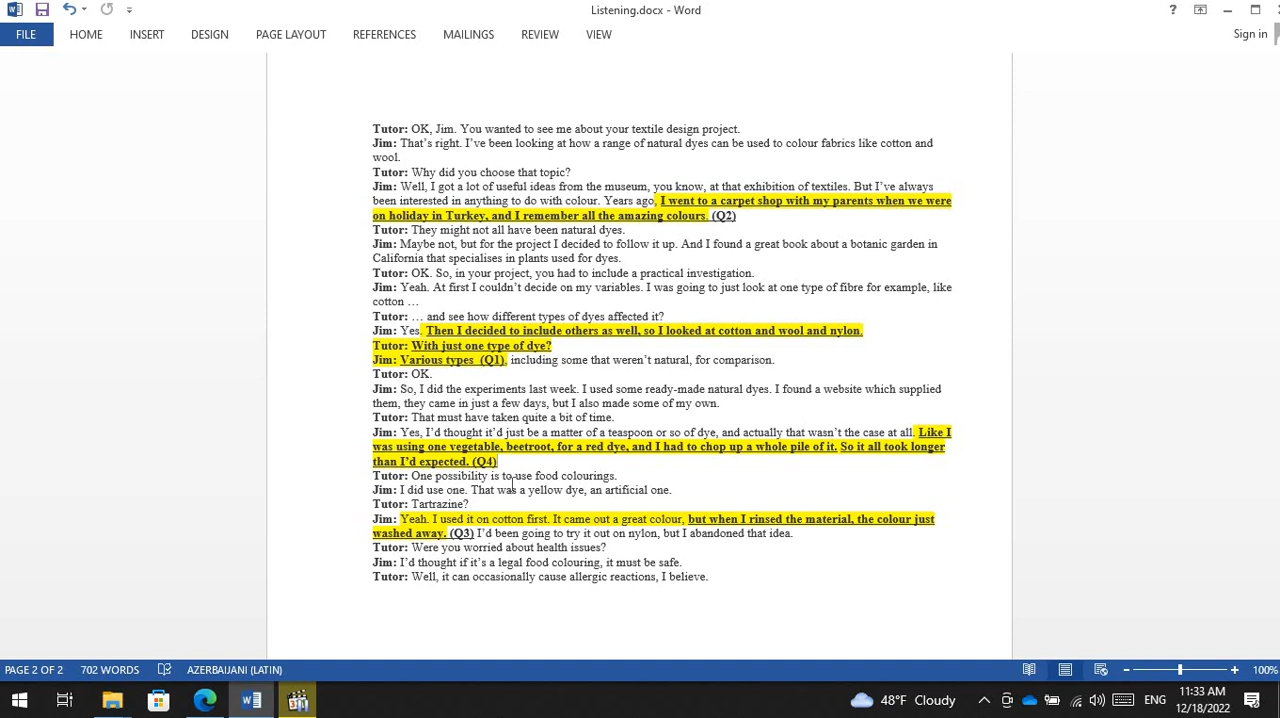 Listening.docx - Word
?
FILE HOME INSERT DESIGN PAGE LAYOUT REFERENCES MAILINGS REVIEW VIEW Sign in
Tutor: OK, Jim. You wanted to see me about your textile design project.
Jim: That's right. I've been looking at how a range of natural dyes can be used to colour fabrics like cotton and
wool.
Tutor: Why did you choose that topic?
Jim: Well, I got a lot of useful ideas from the museum, you know, at that exhibition of textiles. But I've always
been interested in anything to do with colour. Years ago, I went to a carpet shop with my parents when we were
on holiday in Turkey, and I remember all the amazing colours. (Q2)
Tutor: They might not all have been natural dyes.
Jim: Maybe not, but for the project I decided to follow it up. And I found a great book about a botanic garden in
California that specialises in plants used for dyes.
Tutor: OK. So, in your project, you had to include a practical investigation.
Jim: Yeah. At first I couldn't decide on my variables. I was going to just look at one type of fibre for example, like
cotton …
Tutor: … and see how different types of dyes affected it?
Jim: Yes. Then I decided to include others as well, so I looked at cotton and wool and nylon.
Tutor: With just one type of dye?
Jim: Various types (Q1), including some that weren't natural, for comparison.
Tutor: OK.
Jim: So, I did the experiments last week. I used some ready-made natural dyes. I found a website which supplied
them, they came in just a few days, but I also made some of my own.
Tutor: That must have taken quite a bit of time.
Jim: Yes, I'd thought it'd just be a matter of a teaspoon or so of dye, and actually that wasn't the case at all. Like I
was using one vegetable, beetroot, for a red dye, and I had to chop up a whole pile of it. So it all took longer
than I'd expected. (Q4)
Tutor: One possibility is to use food colourings.
Jim: I did use one. That was a yellow dye, an artificial one.
Tutor: Tartrazine?
Jim: Yeah. I used it on cotton first. It came out a great colour, but when I rinsed the material, the colour just
washed away. (Q3) I'd been going to try it out on nylon, but I abandoned that idea.
Tutor: Were you worried about health issues?
Jim: I'd thought if it's a legal food colouring, it must be safe.
Tutor: Well, it can occasionally cause allergic reactions, I believe.
PAGE 2 OF 2 702 WORDS AZERBAIJANI (LATIN) 100%
48°F Cloudy ENG 11:33 AM
12/18/2022